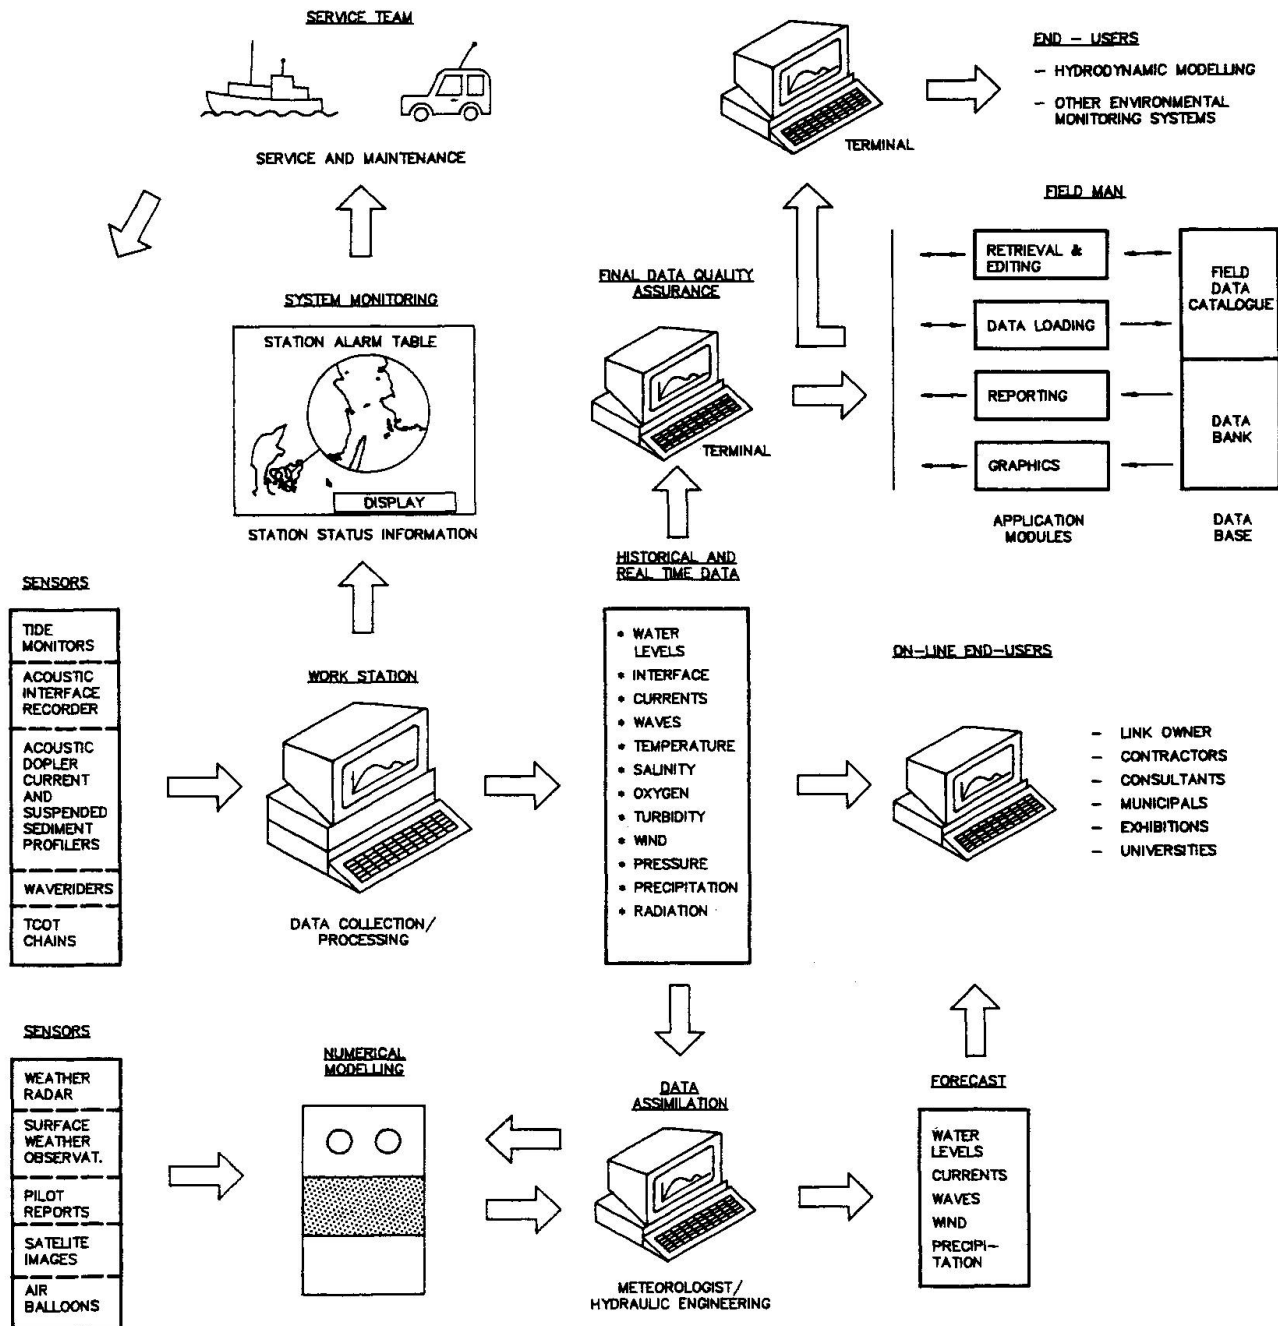 SERVICE TEAM
SERVICE AND MAINTENANCE
SYSTEM MONITORING
STATION ALARM TABLE
DISPLAY
STATION STATUS INFORMATION
TERMINAL
END - USERS
- HYDRODYNAMIC MODELLING
- OTHER ENVIRONMENTAL
MONITORING SYSTEMS
FINAL DATA QUALITY
ASSURANCE
TERMINAL
FIELD MAN
RETRIEVAL &
EDITING
DATA LOADING
REPORTING
GRAPHICS
APPLICATION
MODULES
FIELD
DATA
CATALOGUE
DATA
BANK
DATA
BASE
SENSORS
TIDE
MONITORS
ACOUSTIC
INTERFACE
RECORDER
ACOUSTIC
DOPLER
CURRENT
AND
SUSPENDED
SEDIMENT
PROFILERS
WAVERIDERS
TCOT
CHAINS
WORK STATION
DATA COLLECTION/
PROCESSING
HISTORICAL AND
REAL TIME DATA
* WATER
LEVELS
* INTERFACE
* CURRENTS
* WAVES
* TEMPERATURE
* SALINITY
* OXYGEN
* TURBIDITY
* WIND
* PRESSURE
* PRECIPITATION
* RADIATION
ON-LINE END-USERS
- LINK OWNER
- CONTRACTORS
- CONSULTANTS
- MUNICIPALS
- EXHIBITIONS
- UNIVERSITIES
SENSORS
WEATHER
RADAR
SURFACE
WEATHER
OBSERVAT.
PILOT
REPORTS
SATELITE
IMAGES
AIR
BALLOONS
NUMERICAL
MODELLING
DATA
ASSIMILATION
METEOROLOGIST/
HYDRAULIC ENGINEERING
FORECAST
WATER
LEVELS
CURRENTS
WAVES
WIND
PRECIPI-
TATION